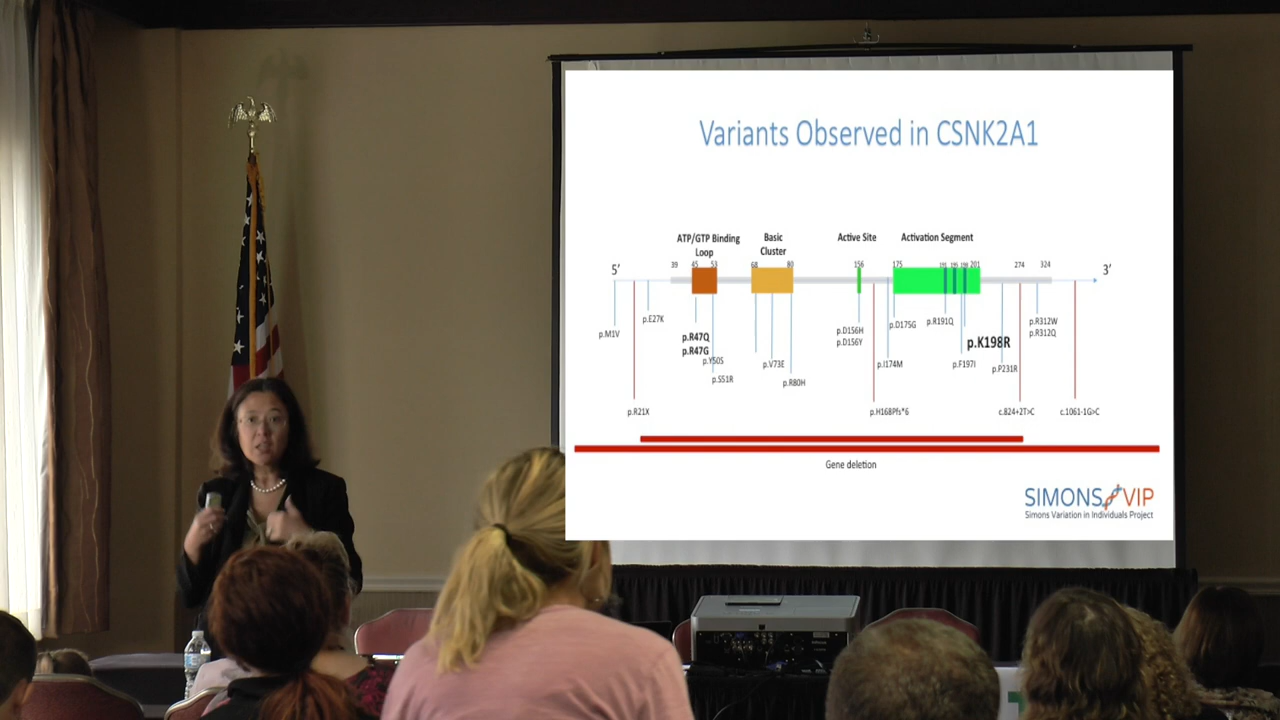 Variants Observed in CSNK2A1
ATP/GTP Binding
Loop
Basic
Cluster
Active Site
Activation Segment
39
45
53
68
80
156
175
191
195
198
201
274
324
5’
3’
p.M1V
p.E27K
p.R47Q
p.R47G
p.Y50S
p.S51R
p.V73E
p.R80H
p.D156H
p.D156Y
p.I174M
p.D175G
p.R191Q
p.K198R
p.F197I
p.P231R
p.R312W
p.R312Q
p.R21X
p.H168Pfs*6
c.824+2T>C
c.1061-1G>C
Gene deletion
SIMONS VIP
Simons Variation in Individuals Project